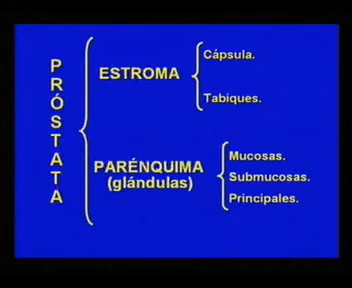 PRÓSTATA
ESTROMA
Cápsula.
Tabiques.
PARÉNQUIMA
(glándulas)
Mucosas.
Submucosas.
Principales.